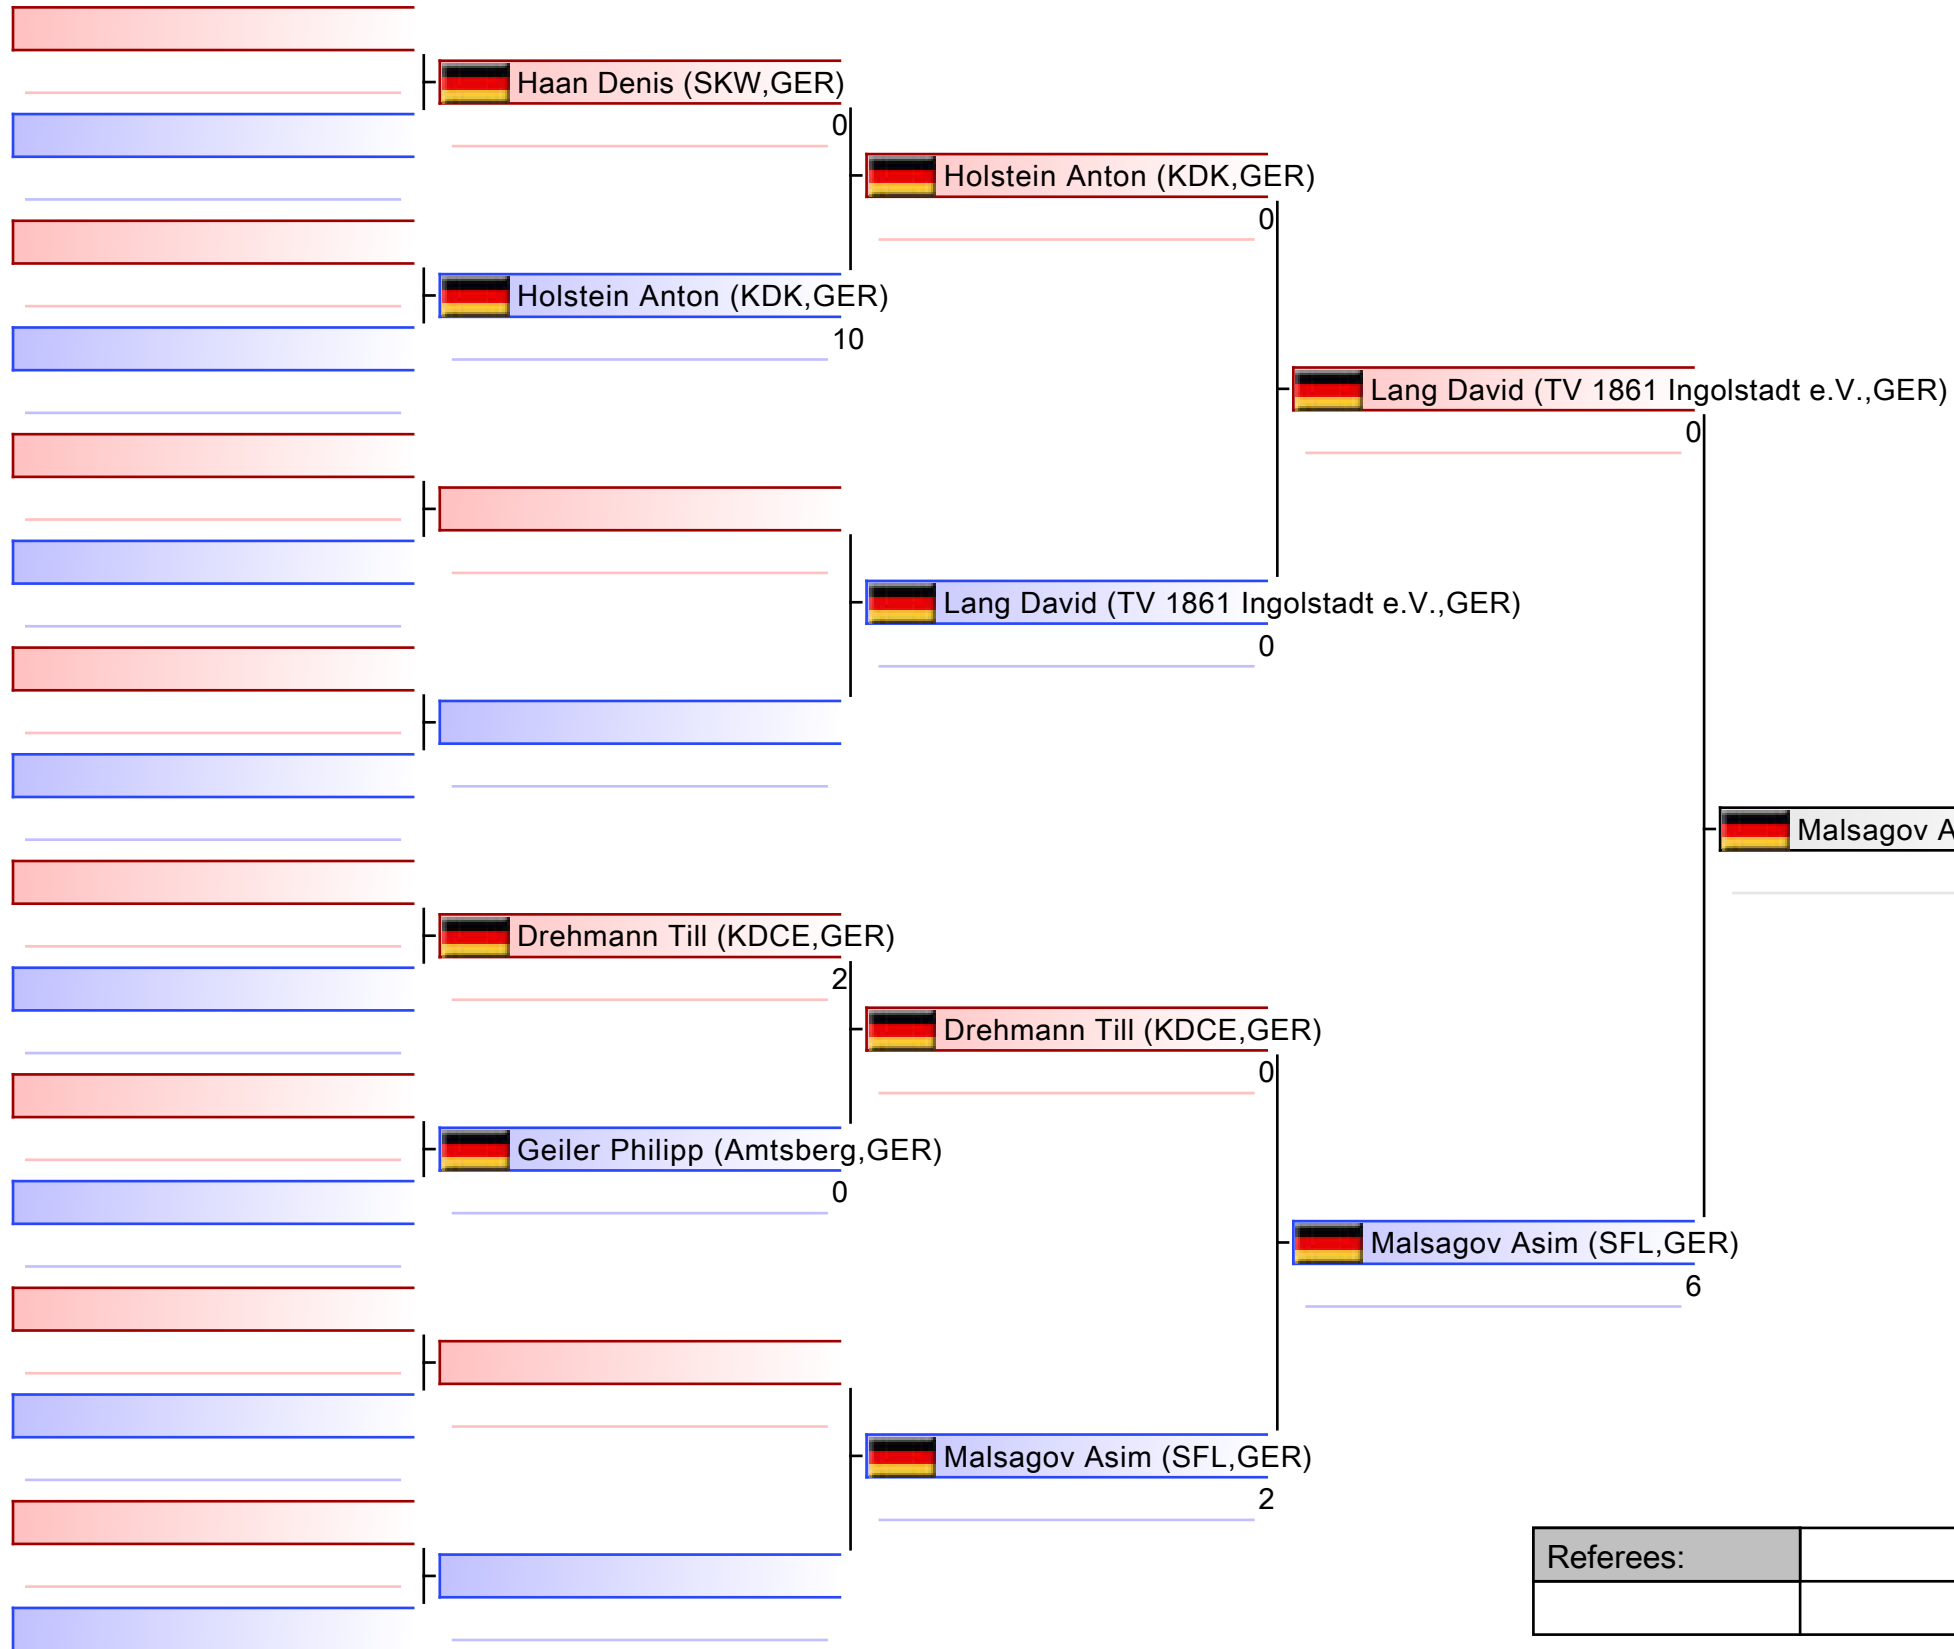 Haan Denis (SKW,GER)
0
Holstein Anton (KDK,GER)
0
Holstein Anton (KDK,GER)
10
Lang David (TV 1861 Ingolstadt e.V.,GER)
0
Lang David (TV 1861 Ingolstadt e.V.,GER)
0
Malsagov A
Drehmann Till (KDCE,GER)
2
Drehmann Till (KDCE,GER)
0
Geiler Philipp (Amtsberg,GER)
0
Malsagov Asim (SFL,GER)
6
Malsagov Asim (SFL,GER)
2
Referees: